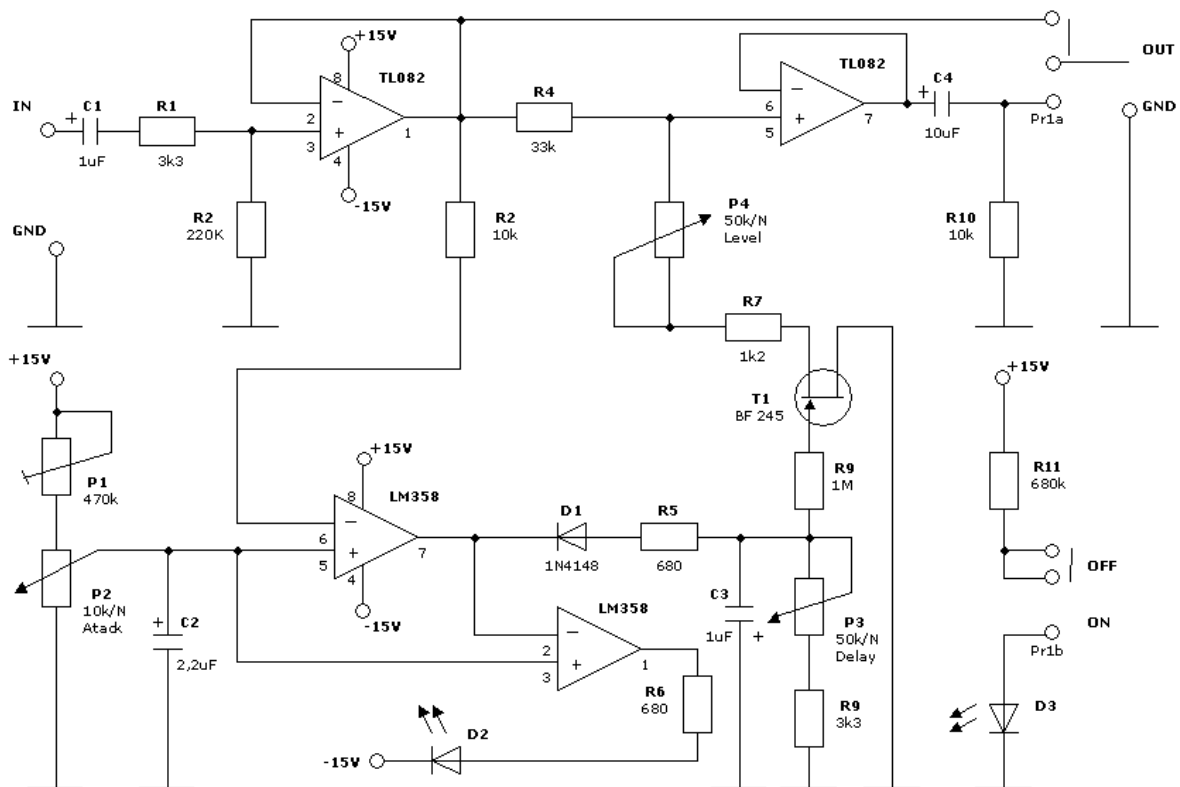 +15V
8
TL082
2
3
4
1
-15V
IN
+
C1
1uF
R1
3k3
R2
220K
GND
R4
33k
R2
10k
TL082
6
5
7
+
C4
10uF
OUT
Pr1a
GND
P4
50k/N
Level
R10
10k
R7
1k2
T1
BF 245
R9
1M
+15V
P1
470k
P2
10k/N
Atack
+
C2
2,2uF
+15V
8
LM358
6
5
4
7
-15V
D1
1N4148
R5
680
LM358
2
3
1
C3
1uF
+
P3
50k/N
Delay
R6
680
R9
3k3
D2
-15V
+15V
R11
680k
OFF
ON
Pr1b
D3